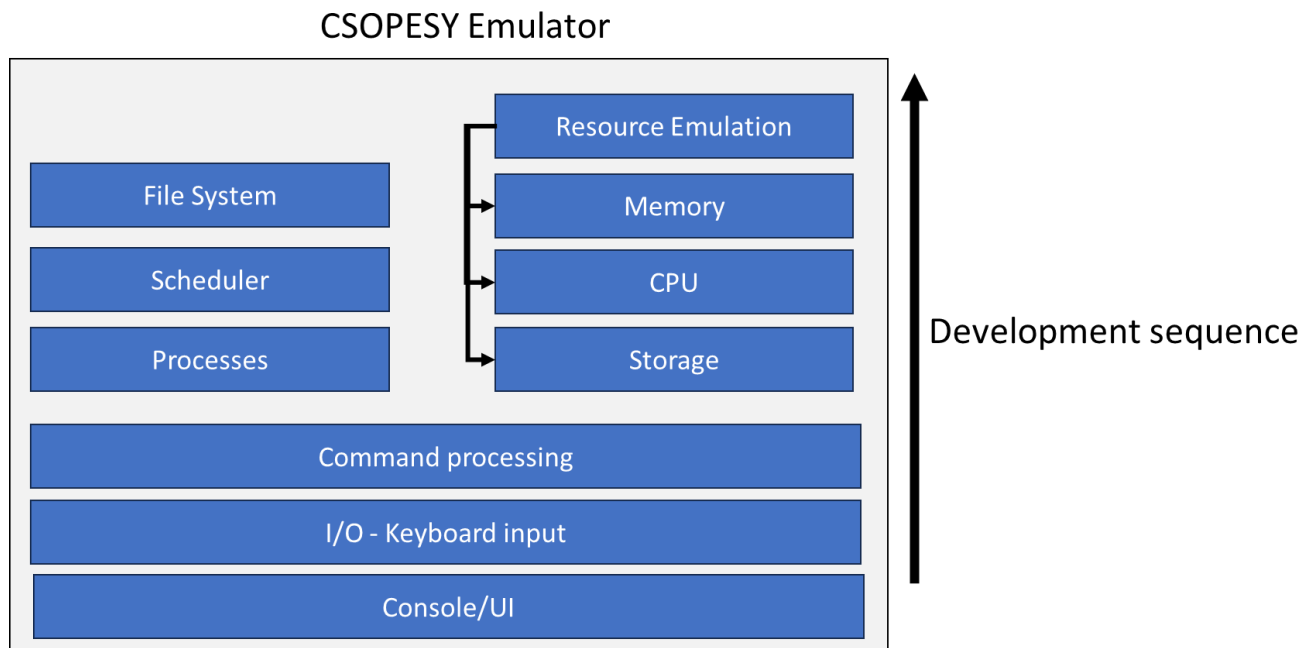 CSOPESY Emulator
Resource Emulation
File System
Memory
Scheduler
CPU
Processes
Storage
Development sequence
Command processing
I/O - Keyboard input
Console/UI